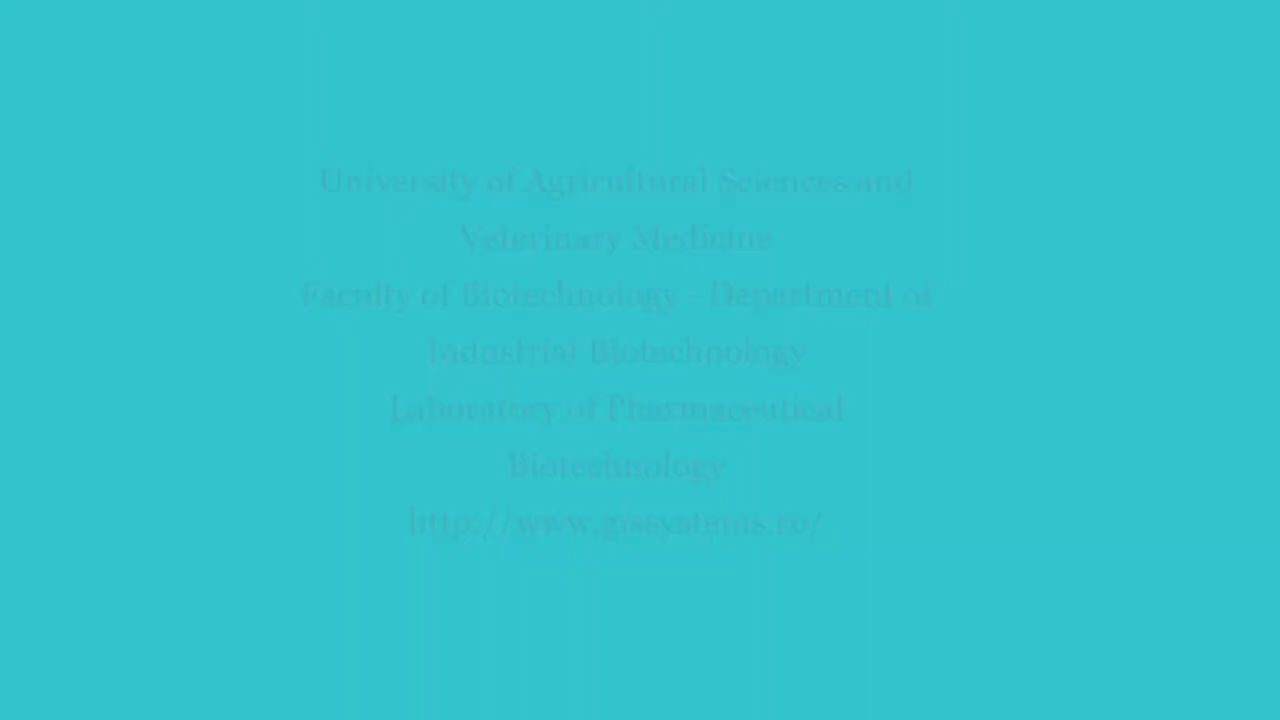 University of Agricultural Sciences and
Veterinary Medicine
Faculty of Biotechnology - Department of
Industrial Biotechnology
Laboratory of Pharmaceutical
Biotechnology
http://www.gissystems.ro/